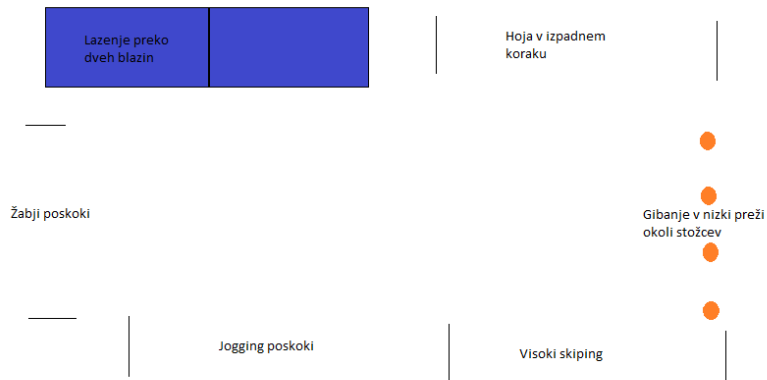 Lazenje preko
dveh blazin
Hoja v izpadnem
koraku
Žabji poskoki
Gibanje v nizki preži
okoli stožcev
Jogging poskoki
Visoki skiping